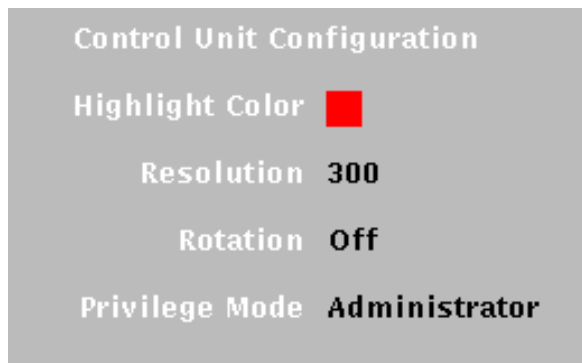 Control Unit Configuration
Highlight Color
Resolution 300
Rotation Off
Privilege Mode Administrator